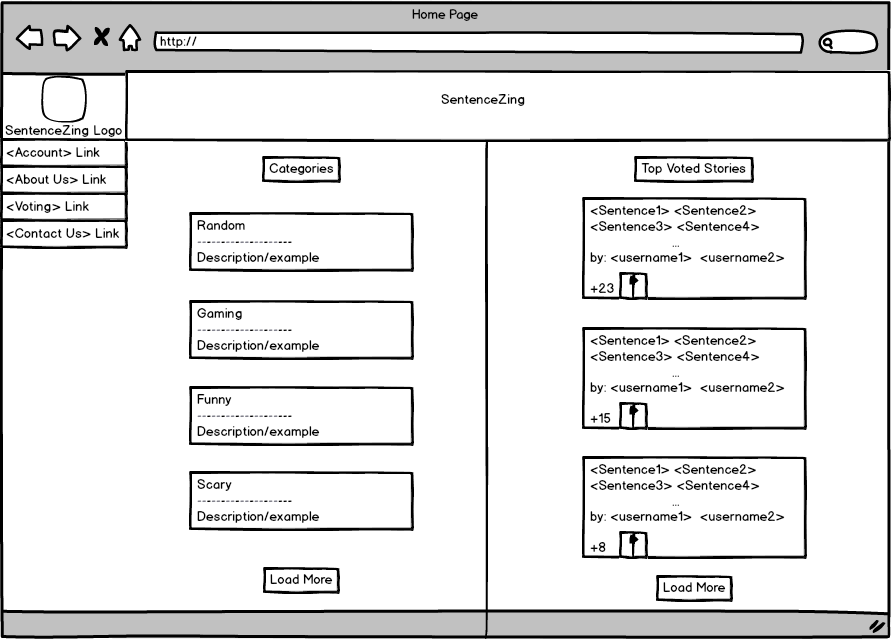 Home Page
http://
SentenceZing
SentenceZing Logo
<Account> Link
<About Us> Link
<Voting> Link
<Contact Us> Link
Categories
Random
--------------------
Description/example
Gaming
--------------------
Description/example
Funny
--------------------
Description/example
Scary
--------------------
Description/example
Load More
Top Voted Stories
<Sentence1> <Sentence2>
<Sentence3> <Sentence4>
...
by: <username1> <username2>
+23
<Sentence1> <Sentence2>
<Sentence3> <Sentence4>
...
by: <username1> <username2>
+15
<Sentence1> <Sentence2>
<Sentence3> <Sentence4>
...
by: <username1> <username2>
+8
Load More